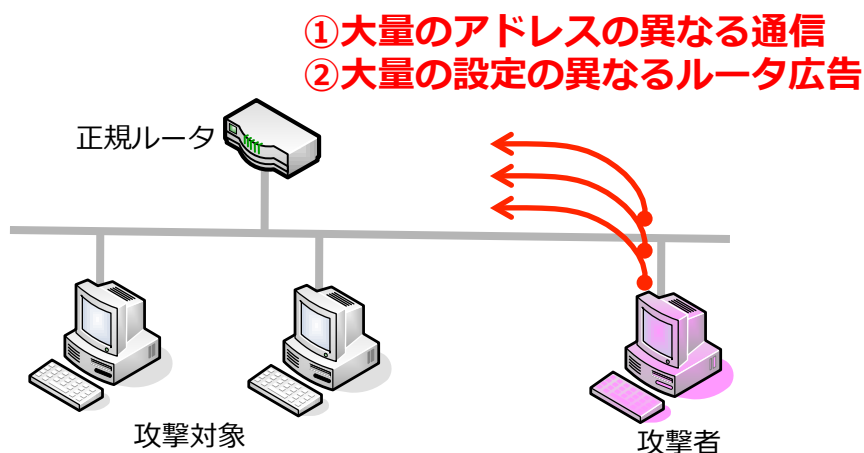 ①大量のアドレスの異なる通信
②大量の設定の異なるルータ広告
正規ルータ
攻撃対象
攻撃者